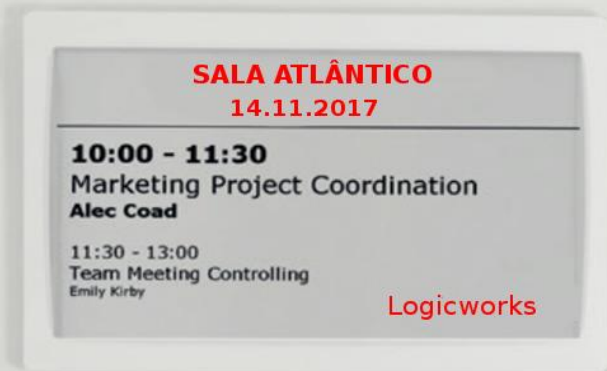 SALA ATLÂNTICO
14.11.2017
10:00 - 11:30
Marketing Project Coordination
Alec Coad
11:30 - 13:00
Team Meeting Controlling
Emily Kirby
Logicworks